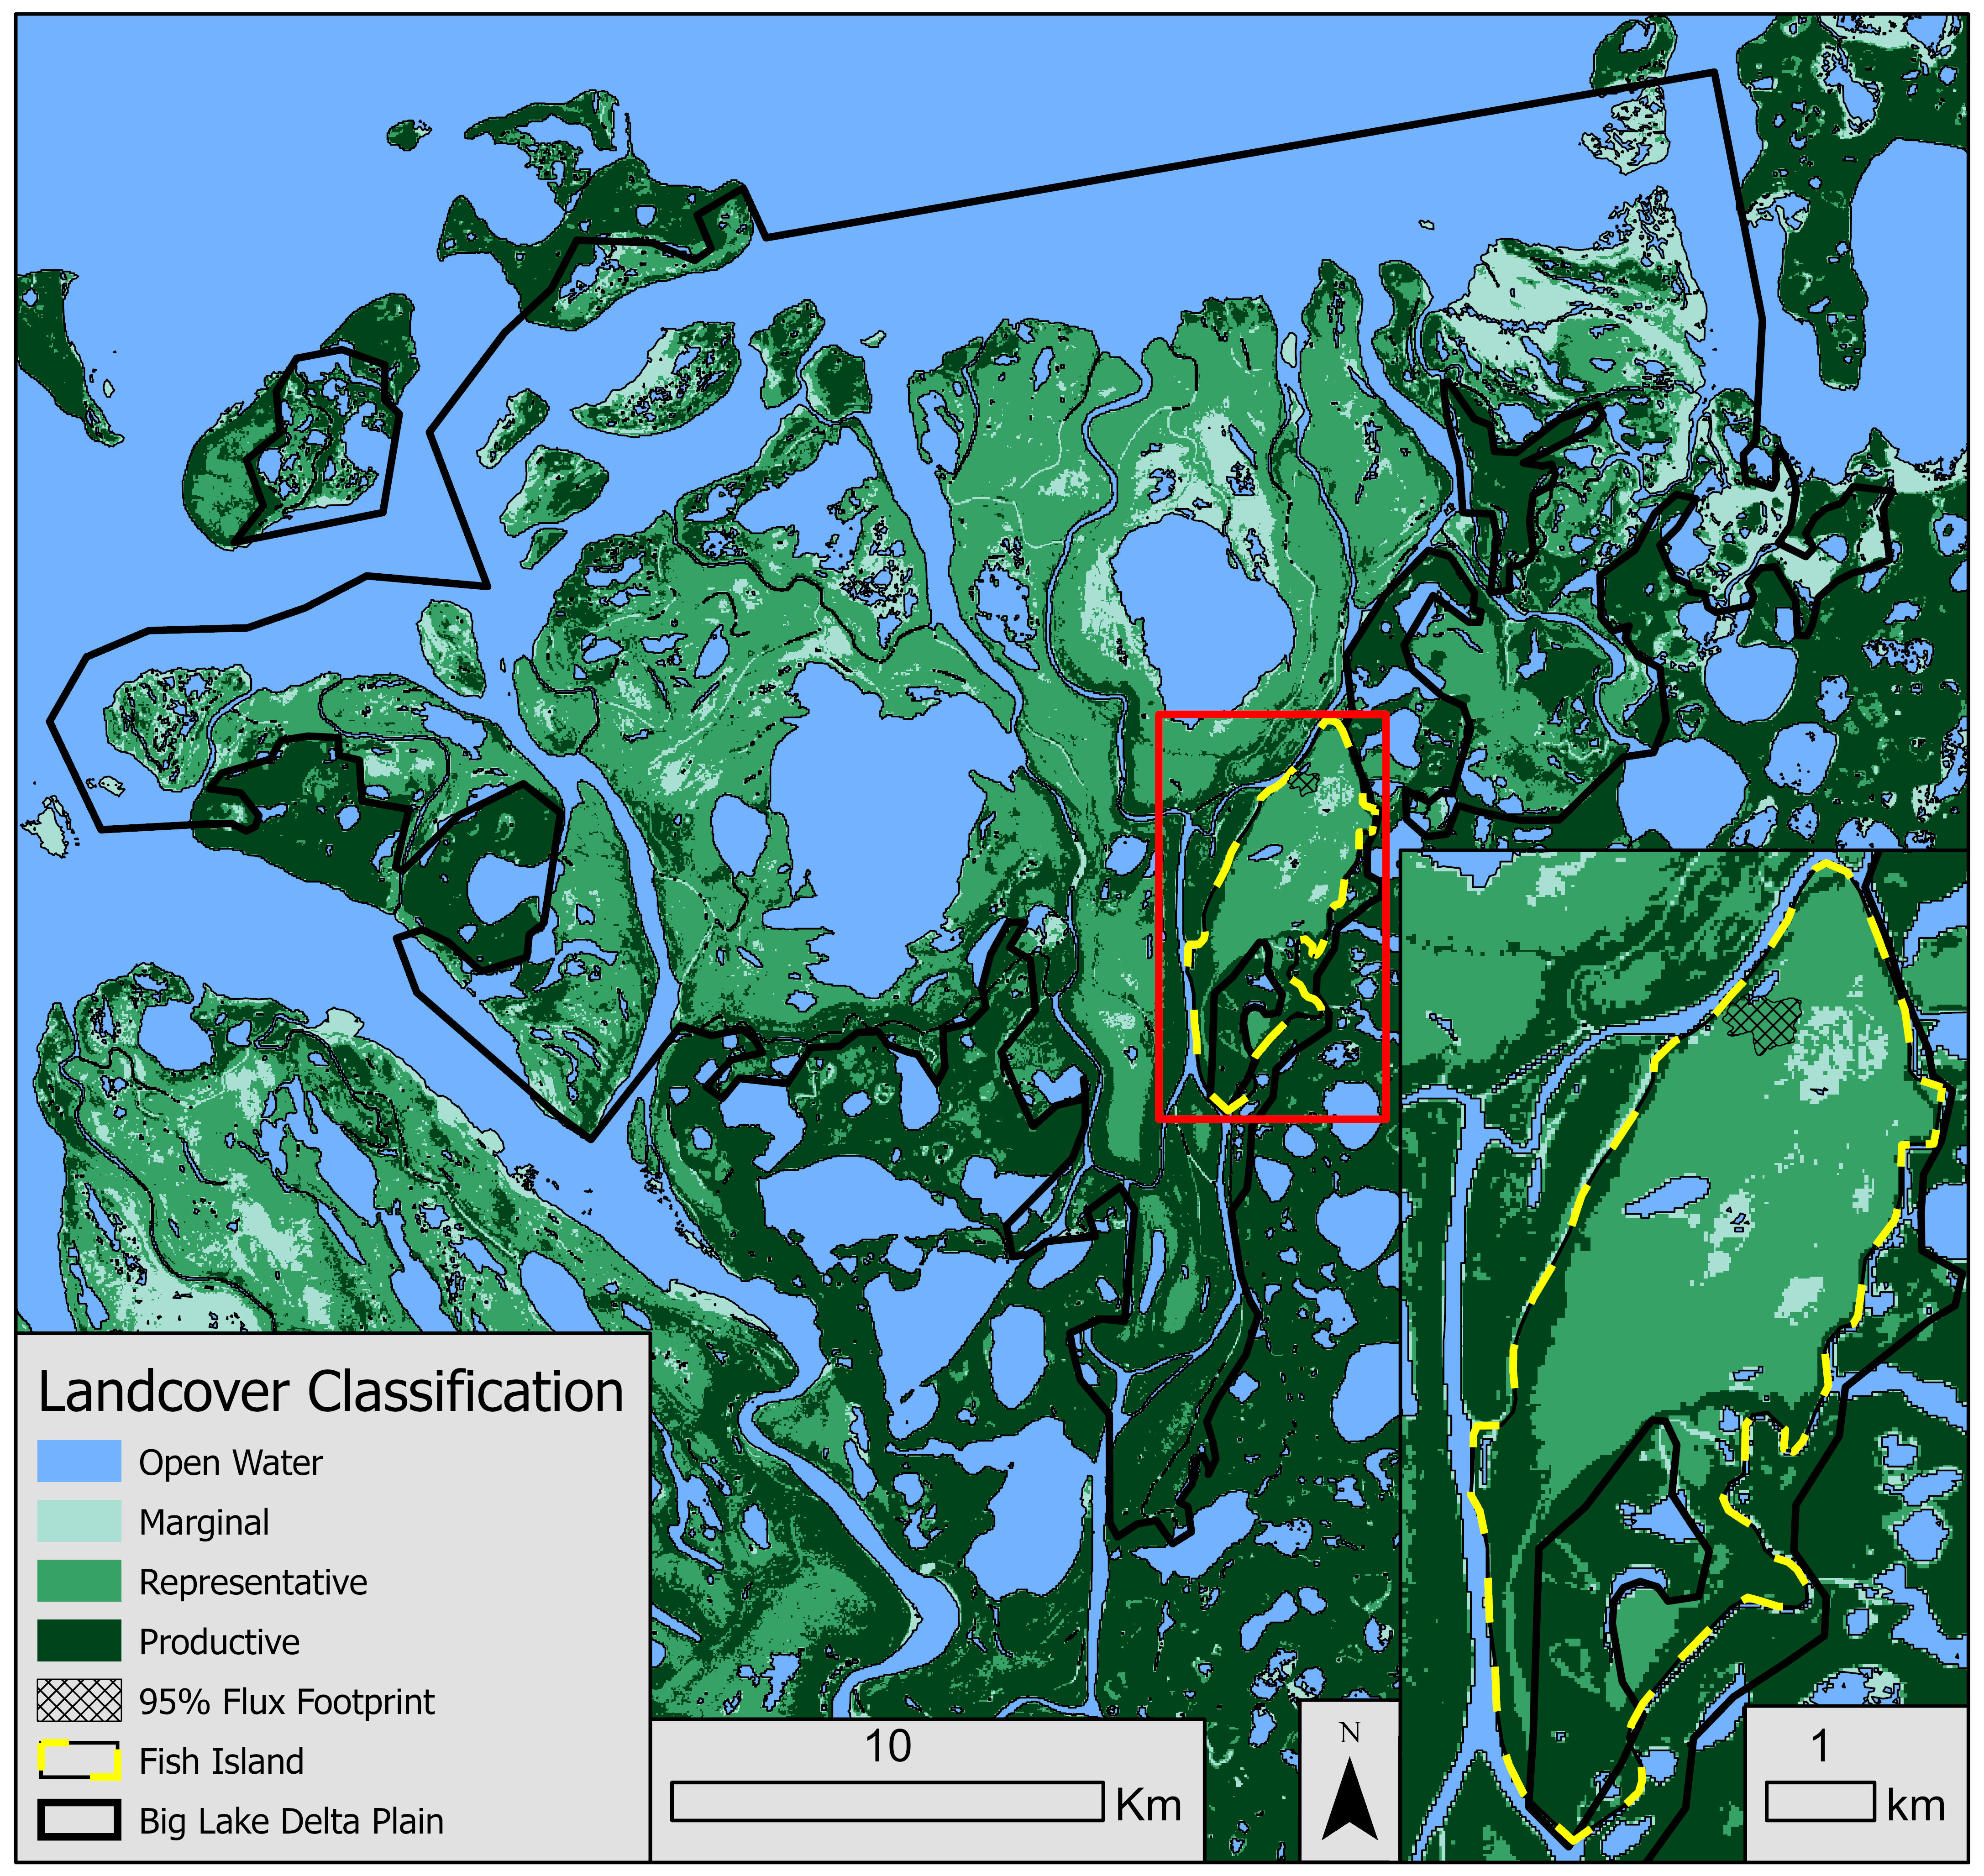 Landcover Classification
Open Water
Marginal
Representative
Productive
95% Flux Footprint
Fish Island
Big Lake Delta Plain
10
Km
N
1
km